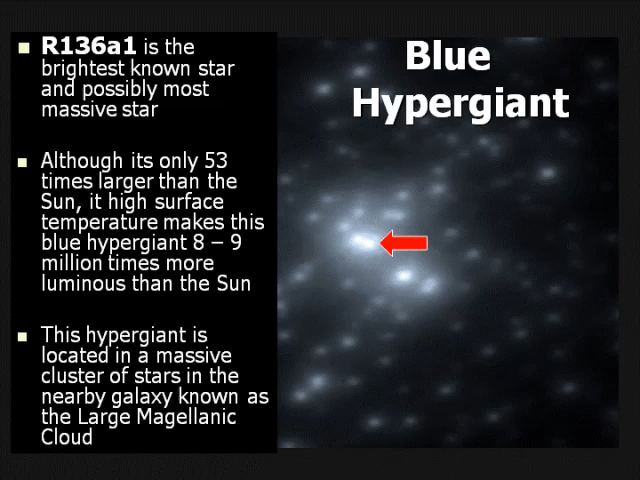 Blue
Hypergiant
R136a1 is the
brightest known star
and possibly most
massive star
Although its only 53
times larger than the
Sun, it high surface
temperature makes this
blue hypergiant 8 – 9
million times more
luminous than the Sun
This hypergiant is
located in a massive
cluster of stars in the
nearby galaxy known as
the Large Magellanic
Cloud